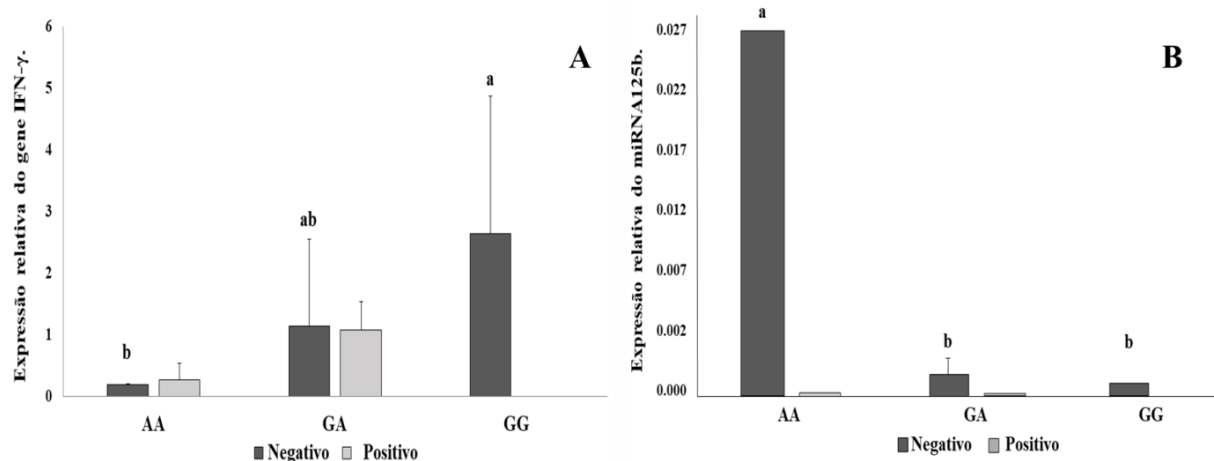 Expressão relativa do gene IFN-γ.
6
5
4
3
2
1
0
A
b
ab
a
AA
GA
GG
Negativo
Positivo
Expressão relativa do miRNA125b.
0.027
0.022
0.017
0.012
0.007
0.002
0.000
B
a
b
b
AA
GA
GG
Negativo
Positivo